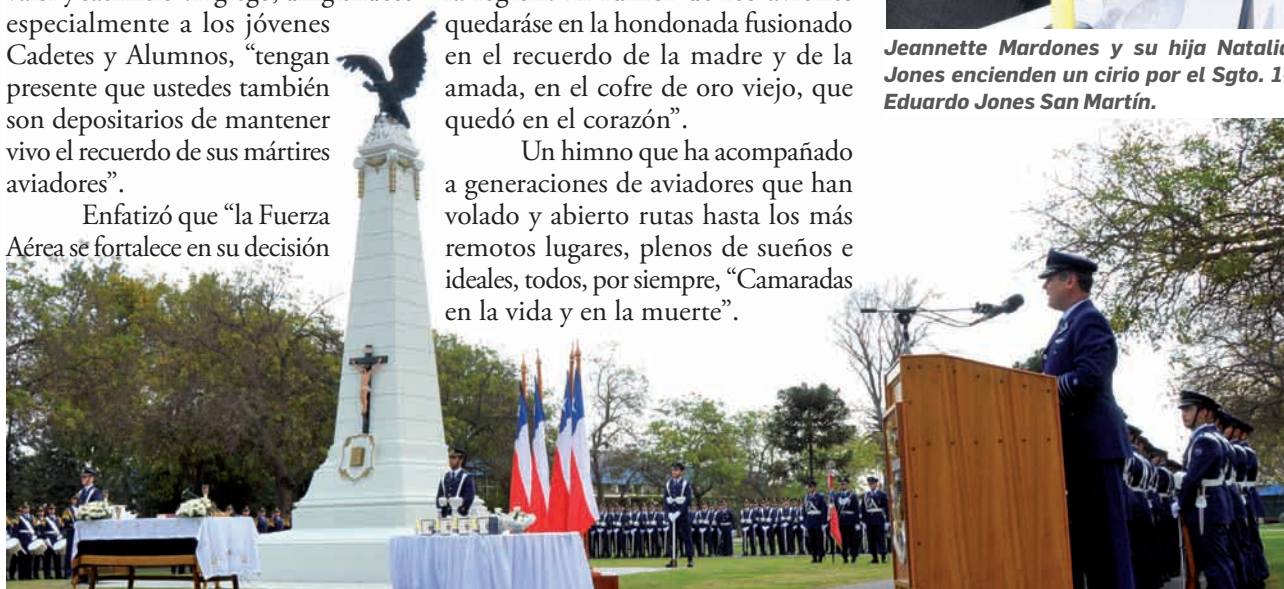 especialmente a los jóvenes
Cadetes y Alumnos, “tengan
presente que ustedes también
son depositarios de mantener
vivo el recuerdo de sus mártires
aviadores”.
Enfatizó que “la Fuerza
Aérea se fortalece en su decisión
quedaráse en la hondonada fusionado
en el recuerdo de la madre y de la
amada, en el cofre de oro viejo, que
quedó en el corazón”.
Un himno que ha acompañado
a generaciones de aviadores que han
volado y abierto rutas hasta los más
remotos lugares, plenos de sueños e
ideales, todos, por siempre, “Camaradas
en la vida y en la muerte”.
Jeannette Mardones y su hija Natalia
Jones encienden un cirio por el Sgto.
Eduardo Jones San Martín.